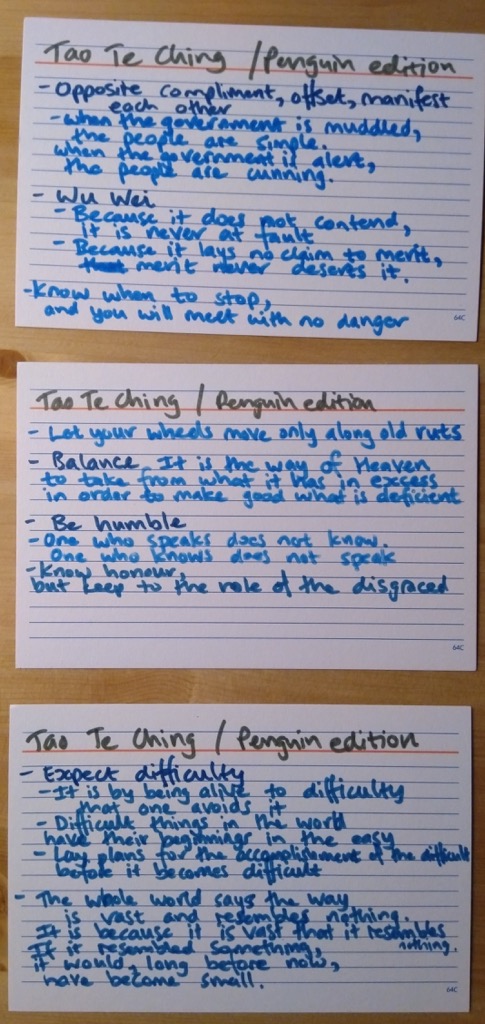 Tao Te Ching / Penguin edition
- Opposite compliment, offset, manifest
each other
- When the government is muddled,
the people are simple.
when the government is alert,
the people are cunning.
- Wu Wei
- Because it does not contend,
it is never at fault
- Because it lays no claim to merit,
merit never deserts it.
- Know when to stop,
and you will meet with no danger
64C
Tao Te Ching / Penguin edition
- Let your wheels move only along old ruts
- Balance It is the way of Heaven
to take from what it has in excess
in order to make good what is deficient
- Be humble
- One who speaks does not know.
One who knows does not speak
- Know honour,
but keep to the role of the disgraced
64C
Tao Te Ching / Penguin edition
- Expect difficulty
- It is by being alive to difficulty
that one avoids it
- Difficult things in the world
have their beginnings in the easy
- Lay plans for the accomplishment of the difficult
before it becomes difficult
- The whole world says the way
is vast and resembles nothing.
It is because it is vast that it resembles
nothing.
If it resembled something,
it would, long before now,
have become small.
64C